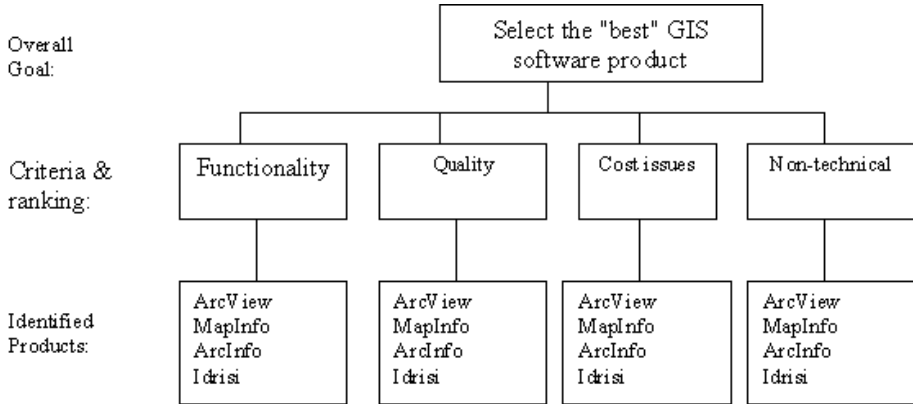 Overall
Goal:
Select the "best" GIS
software product
Criteria &
ranking:
Functionality
Quality
Cost issues
Non-technical
Identified
Products:
ArcView
MapInfo
ArcInfo
Idrisi
ArcView
MapInfo
ArcInfo
Idrisi
ArcView
MapInfo
ArcInfo
Idrisi
ArcView
MapInfo
ArcInfo
Idrisi